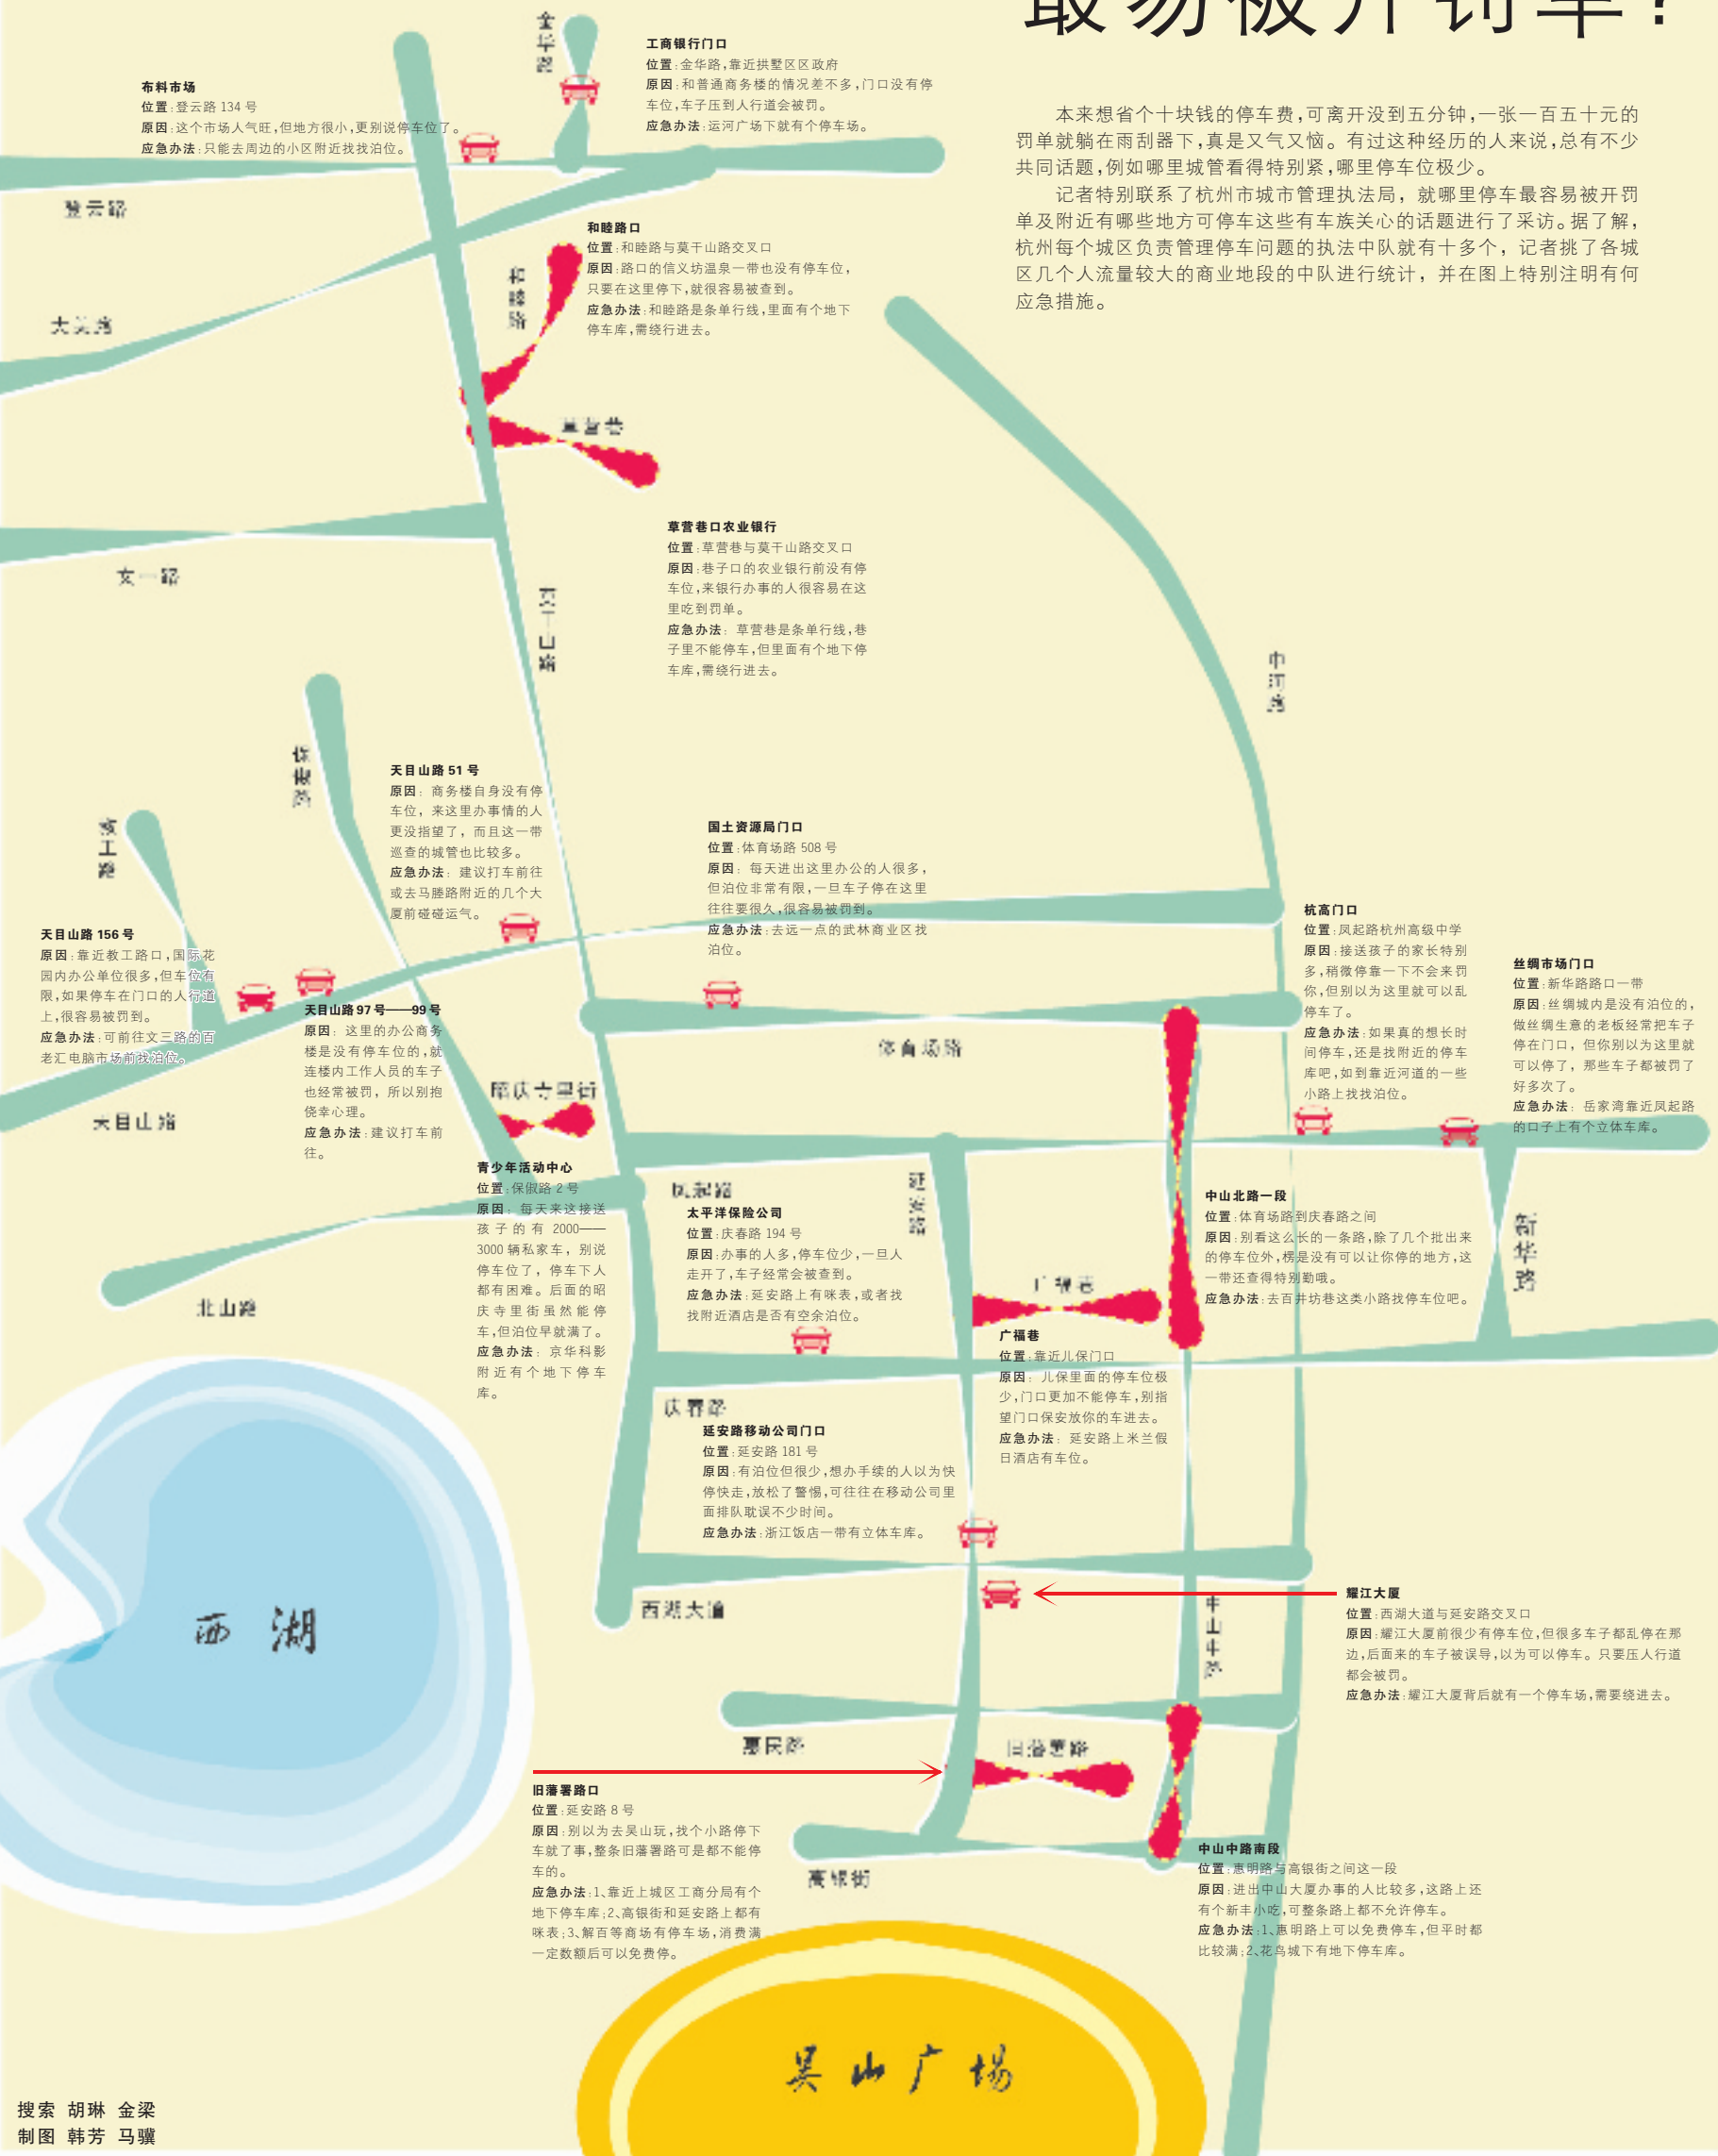 最易被开罚单？
本来想省个十块钱的停车费,可离开没到五分钟,一张一百五十元的
罚单就躺在雨刮器下,真是又气又恼。有过这种经历的人来说,总有不少
共同话题,例如哪里城管看得特别紧,哪里停车位极少。
记者特别联系了杭州市城市管理执法局，就哪里停车最容易被开罚
单及附近有哪些地方可停车这些有车族关心的话题进行了采访。据了解，
杭州每个城区负责管理停车问题的执法中队就有十多个，记者挑了各城
区几个人流量较大的商业地段的中队进行统计，并在图上特别注明有何
应急措施。
金华路
工商银行门口
位置:金华路,靠近拱墅区区政府
原因:和普通商务楼的情况差不多,门口没有停
车位,车子压到人行道会被罚。
应急办法:运河广场下就有个停车场。
布料市场
位置:登云路 134 号
原因:这个市场人气旺,但地方很小,更别说停车位了。
应急办法:只能去周边的小区附近找找泊位。
登云路
和睦路口
位置:和睦路与莫干山路交叉口
原因:路口的信义坊温泉一带也没有停车位，
只要在这里停下,就很容易被查到。
应急办法:和睦路是条单行线,里面有个地下
停车库,需绕行进去。
和睦路
大关路
草营巷
草营巷口农业银行
位置:草营巷与莫干山路交叉口
原因:巷子口的农业银行前没有停
车位,来银行办事的人很容易在这
里吃到罚单。
应急办法：草营巷是条单行线,巷
子里不能停车,但里面有个地下停
车库,需绕行进去。
文一路
莫干山路
中河路
保俶路
教工路
天目山路 51 号
原因：商务楼自身没有停
车位，来这里办事情的人
更没指望了，而且这一带
巡查的城管也比较多。
应急办法：建议打车前往
或去马塍路附近的几个大
厦前碰碰运气。
国土资源局门口
位置:体育场路 508 号
原因：每天进出这里办公的人很多，
但泊位非常有限,一旦车子停在这里
往往要很久,很容易被罚到。
应急办法:去远一点的武林商业区找
泊位。
天目山路 156 号
原因:靠近教工路口,国际花
园内办公单位很多,但车位有
限,如果停车在门口的人行道
上,很容易被罚到。
应急办法:可前往文三路的百
老汇电脑市场前找泊位。
天目山路 97 号——99 号
原因：这里的办公商务
楼是没有停车位的,就
连楼内工作人员的车子
也经常被罚，所以别抱
侥幸心理。
应急办法:建议打车前
往。
杭高门口
位置:凤起路杭州高级中学
原因:接送孩子的家长特别
多,稍微停靠一下不会来罚
你,但别以为这里就可以乱
停车了。
应急办法:如果真的想长时
间停车,还是找附近的停车
库吧,如到靠近河道的一些
小路上找找泊位。
丝绸市场门口
位置:新华路路口一带
原因:丝绸城内是没有泊位的，
做丝绸生意的老板经常把车子
停在门口，但你别以为这里就
可以停了，那些车子都被罚了
好多次了。
应急办法：岳家湾靠近凤起路
的口子上有个立体车库。
体育场路
天目山路
昭庆寺里街
青少年活动中心
位置:保俶路 2 号
原因：每天来这接送
孩子的有 2000——
3000 辆私家车，别说
停车位了，停车下人
都有困难。后面的昭
庆寺里街虽然能停
车,但泊位早就满了。
应急办法：京华科影
附近有个地下停车
库。
凤起路
延安路
太平洋保险公司
位置:庆春路 194 号
原因:办事的人多,停车位少,一旦人
走开了,车子经常会被查到。
应急办法:延安路上有咪表,或者找
找附近酒店是否有空余泊位。
中山北路一段
位置:体育场路到庆春路之间
原因:别看这么长的一条路,除了几个批出来
的停车位外,楞是没有可以让你停的地方,这
一带还查得特别勤哦。
应急办法:去百井坊巷这类小路找停车位吧。
新华路
北山路
广福巷
广福巷
位置:靠近儿保门口
原因：儿保里面的停车位极
少,门口更加不能停车,别指
望门口保安放你的车进去。
应急办法：延安路上米兰假
日酒店有车位。
庆春路
延安路移动公司门口
位置:延安路 181 号
原因:有泊位但很少,想办手续的人以为快
停快走,放松了警惕,可往往在移动公司里
面排队耽误不少时间。
应急办法:浙江饭店一带有立体车库。
西湖
西湖大道
中山中路
耀江大厦
位置:西湖大道与延安路交叉口
原因:耀江大厦前很少有停车位,但很多车子都乱停在那
边,后面来的车子被误导,以为可以停车。只要压人行道
都会被罚。
应急办法:耀江大厦背后就有一个停车场,需要绕进去。
惠民路
旧藩署路
旧藩署路口
位置:延安路 8 号
原因:别以为去吴山玩,找个小路停下
车就了事,整条旧藩署路可是都不能停
车的。
应急办法:1、靠近上城区工商分局有个
地下停车库;2、高银街和延安路上都有
咪表;3、解百等商场有停车场,消费满
一定数额后可以免费停。
高银街
中山中路南段
位置:惠明路与高银街之间这一段
原因:进出中山大厦办事的人比较多,这路上还
有个新丰小吃,可整条路上都不允许停车。
应急办法:1、惠明路上可以免费停车,但平时都
比较满;2、花鸟城下有地下停车库。
吴山广场
搜索 胡琳 金梁
制图 韩芳 马骥